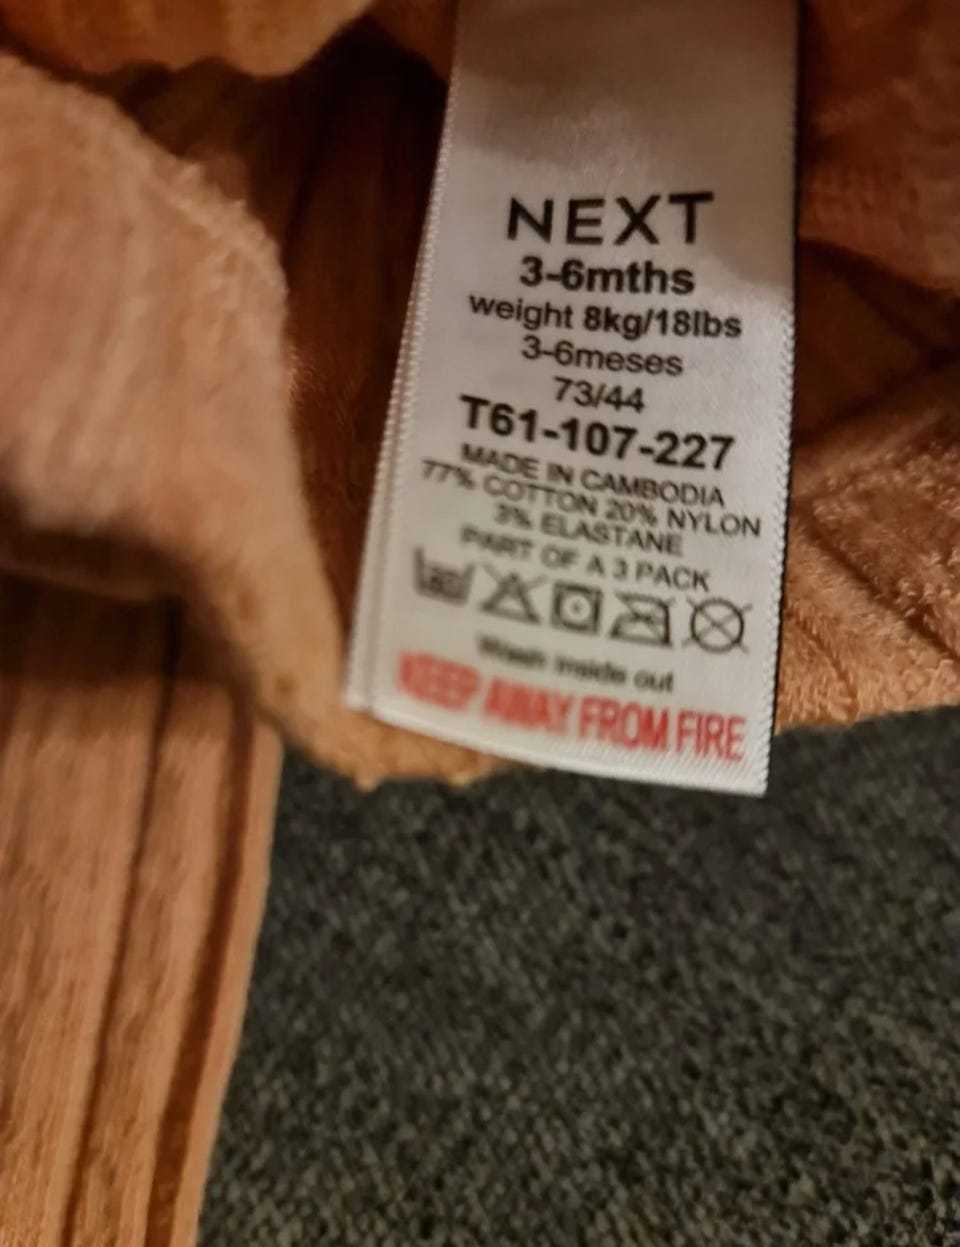 NEXT
3-6mths
weight 8kg/18lbs
3-6meses
73/44
T61-107-227
MADE IN CAMBODIA
77% COTTON 20% NYLON
3% ELASTANE
PART OF A 3 PACK
Wash inside out
KEEP AWAY FROM FIRE